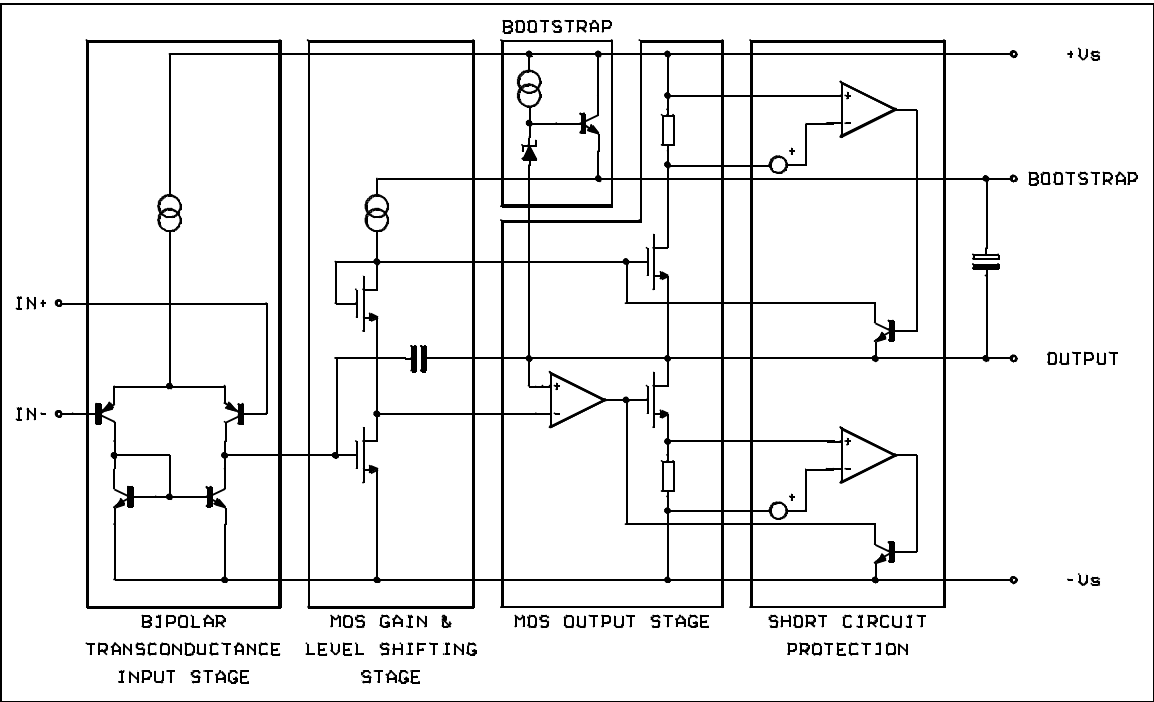 BOOTSTRAP
+Vs
BOOTSTRAP
IN+
OUTPUT
IN-
-Vs
BIPOLAR
TRANSCONDUCTANCE
INPUT STAGE
MOS GAIN &
LEVEL SHIFTING
STAGE
MOS OUTPUT STAGE
SHORT CIRCUIT
PROTECTION